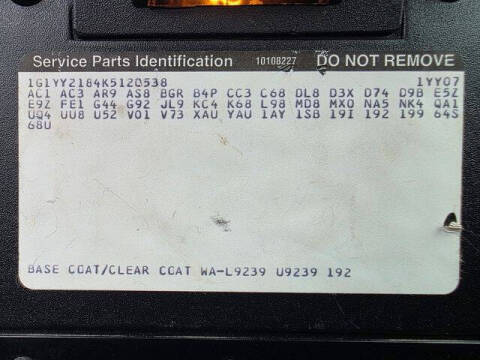 Service Parts Identification 10108227 DO NOT REMOVE
1G1YY2184K5120538 1YY07
AC1 AC3 AR9 AS8 BGR B4P CC3 C68 DL8 D3X D74 D9B E5Z
E9Z FE1 G44 G92 JL9 KC4 K68 L98 MD8 MX0 NA5 NK4 QA1
UQ4 UU8 U52 V01 V73 XAU YAU 1AY 1SB 19I 192 199 64S
68U
BASE COAT/CLEAR COAT WA-L9239 U9239 192